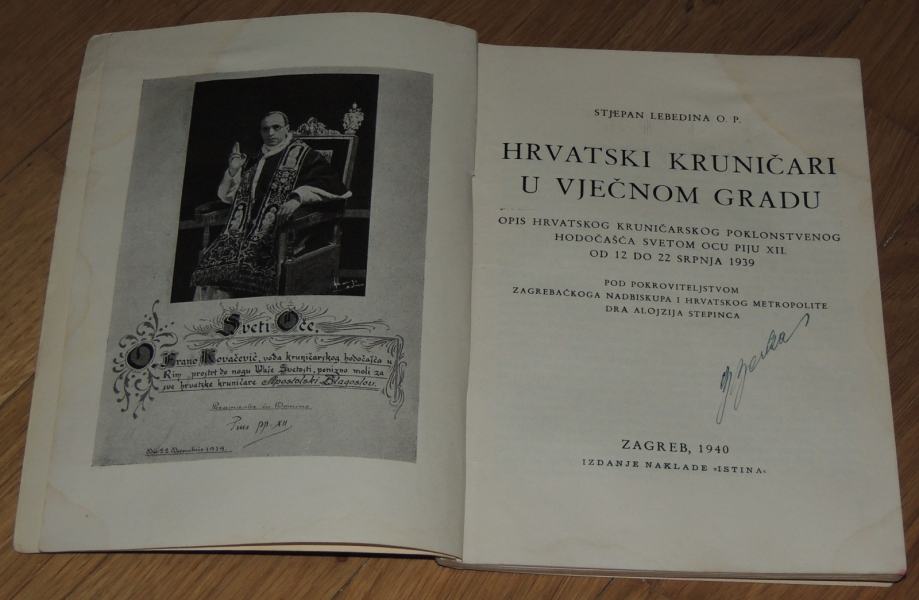 Sveti Oče.
O. Frano Kovačević, vođa kruničarskog hodočašća u
Rim, prostrt do nogu Vaše Svetosti, ponizno moli za
sve hrvatske kruničare Apostolski Blagoslov.
in Domino
Pius pp. XII
1939.
STJEPAN LEBEDINA O. P.
HRVATSKI KRUNIČARI
U VJEČNOM GRADU
OPIS HRVATSKOG KRUNIČARSKOG POKLONSTVENOG
HODOČAŠĆA SVETOM OCU PIJU XII.
OD 12 DO 22 SRPNJA 1939
POD POKROVITELJSTVOM
ZAGREBAČKOGA NADBISKUPA I HRVATSKOG METROPOLITE
DRA ALOJZIJA STEPINCA
ZAGREB, 1940
IZDANJE NAKLADE »ISTINA«